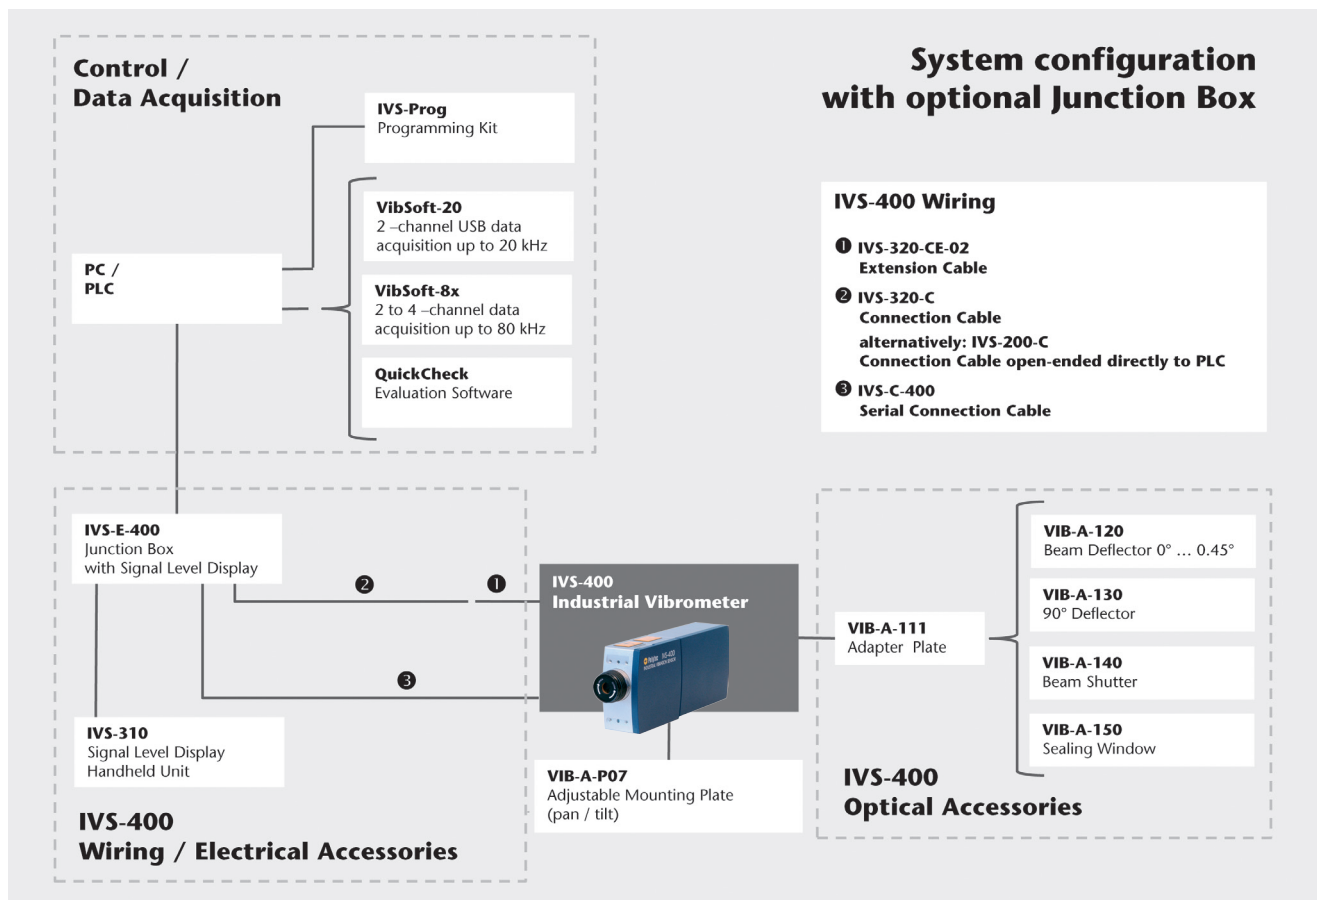 Control /
Data Acquisition
System configuration
with optional Junction Box
IVS-Prog
Programming Kit
VibSoft-20
2 –channel USB data
acquisition up to 20 kHz
PC /
PLC
VibSoft-8x
2 to 4 –channel data
acquisition up to 80 kHz
QuickCheck
Evaluation Software
IVS-400 Wiring
❶ IVS-320-CE-02
Extension Cable
❷ IVS-320-C
Connection Cable
alternatively: IVS-200-C
Connection Cable open-ended directly to PLC
❸ IVS-C-400
Serial Connection Cable
IVS-E-400
Junction Box
with Signal Level Display
❷
❶
❸
IVS-310
Signal Level Display
Handheld Unit
IVS-400
Wiring / Electrical Accessories
IVS-400
Industrial Vibrometer
Polytec IVS-400
VIB-A-P07
Adjustable Mounting Plate
(pan / tilt)
VIB-A-111
Adapter Plate
VIB-A-120
Beam Deflector 0° … 0.45°
VIB-A-130
90° Deflector
VIB-A-140
Beam Shutter
VIB-A-150
Sealing Window
IVS-400
Optical Accessories